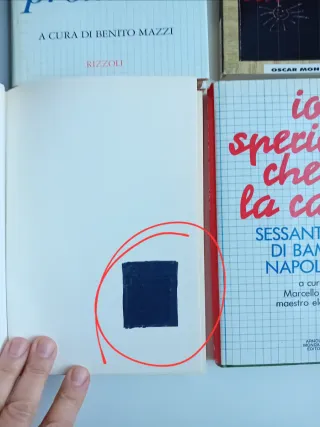 A CURA DI BENITO MAZZI
RIZZOLI
OSCAR MON
io
speri
che
la ca
SESSANT
DI BAM
NAPOL
a cur
Marcello
maestro el